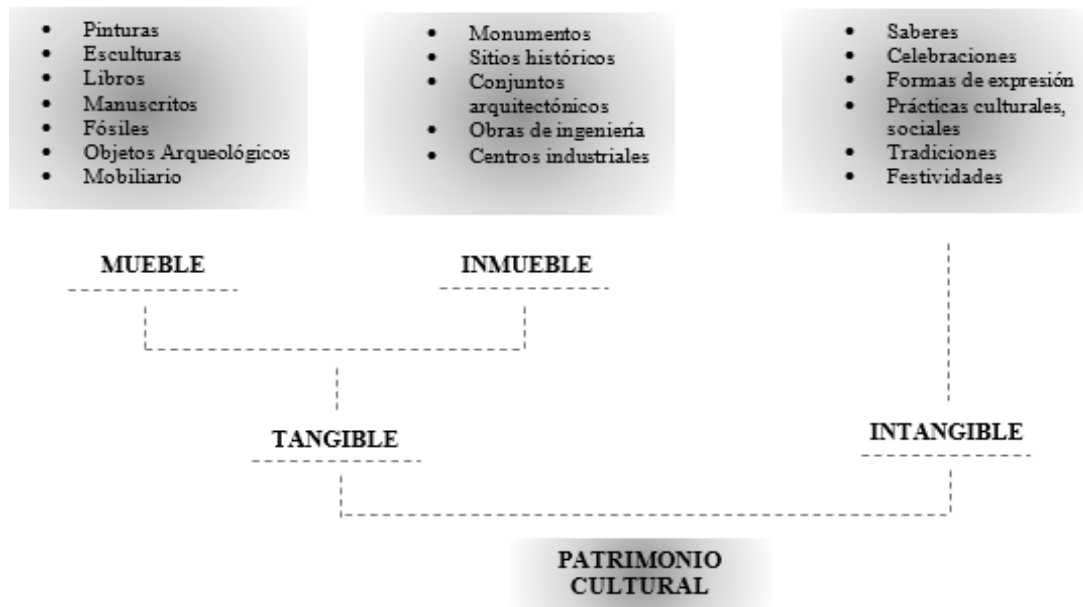 • Pinturas
• Esculturas
• Libros
• Manuscritos
• Fósiles
• Objetos Arqueológicos
• Mobiliario
• Monumentos
• Sitios históricos
• Conjuntos
arquitectónicos
• Obras de ingeniería
• Centros industriales
• Saberes
• Celebraciones
• Formas de expresión
• Prácticas culturales,
sociales
• Tradiciones
• Festividades
MUEBLE
INMUEBLE
TANGIBLE
INTANGIBLE
PATRIMONIO
CULTURAL